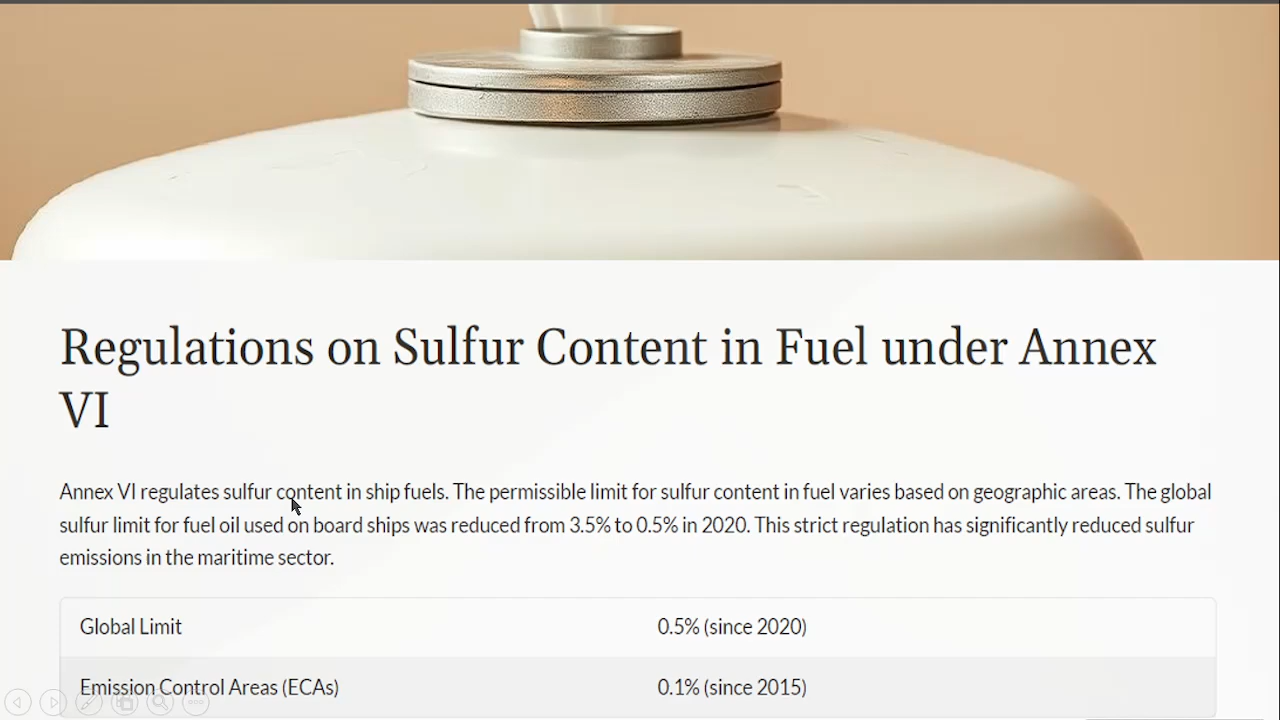 Regulations on Sulfur Content in Fuel under Annex
VI
Annex VI regulates sulfur content in ship fuels. The permissible limit for sulfur content in fuel varies based on geographic areas. The global
sulfur limit for fuel oil used on board ships was reduced from 3.5% to 0.5% in 2020. This strict regulation has significantly reduced sulfur
emissions in the maritime sector.
Global Limit 0.5% (since 2020)
Emission Control Areas (ECAs) 0.1% (since 2015)